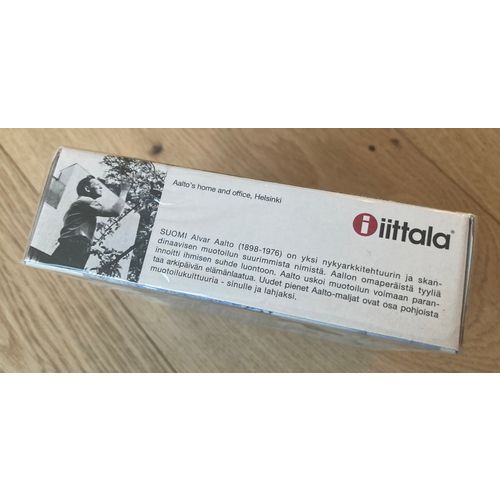 Aalto's home and office, Helsinki
iittala
SUOMI Alvar Aalto (1898-1976) on yksi nykyarkkitehtuurin ja skan-
dinaavisen muotoilun suurimmista nimistä. Aallon omaperäistä tyyliä
innoitti ihmisen suhde luontoon. Aalto uskoi muotoilun voimaan paran-
taa arkipäivän elämänlaatua. Uudet pienet Aalto-maljat ovat osa pohjoista
muotoilukulttuuria - sinulle ja lahjaksi.